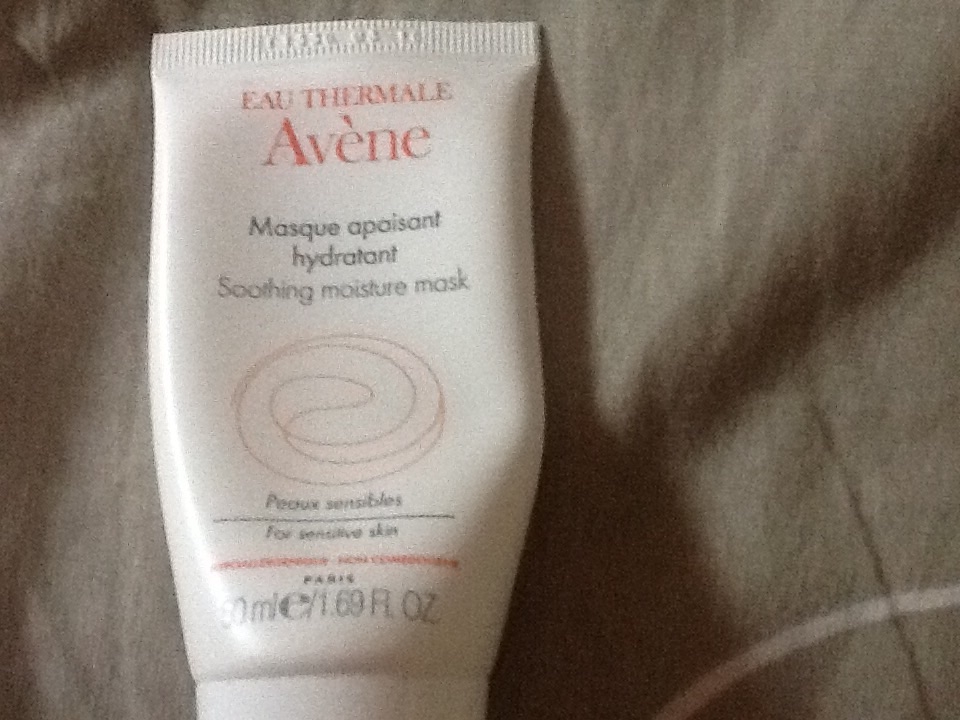 EAU THERMALE
Avène
Masque apaisant
hydratant
Soothing moisture mask
Peaux sensibles
For sensitive skin
PARIS
50 ml e/1.69 Fl. OZ